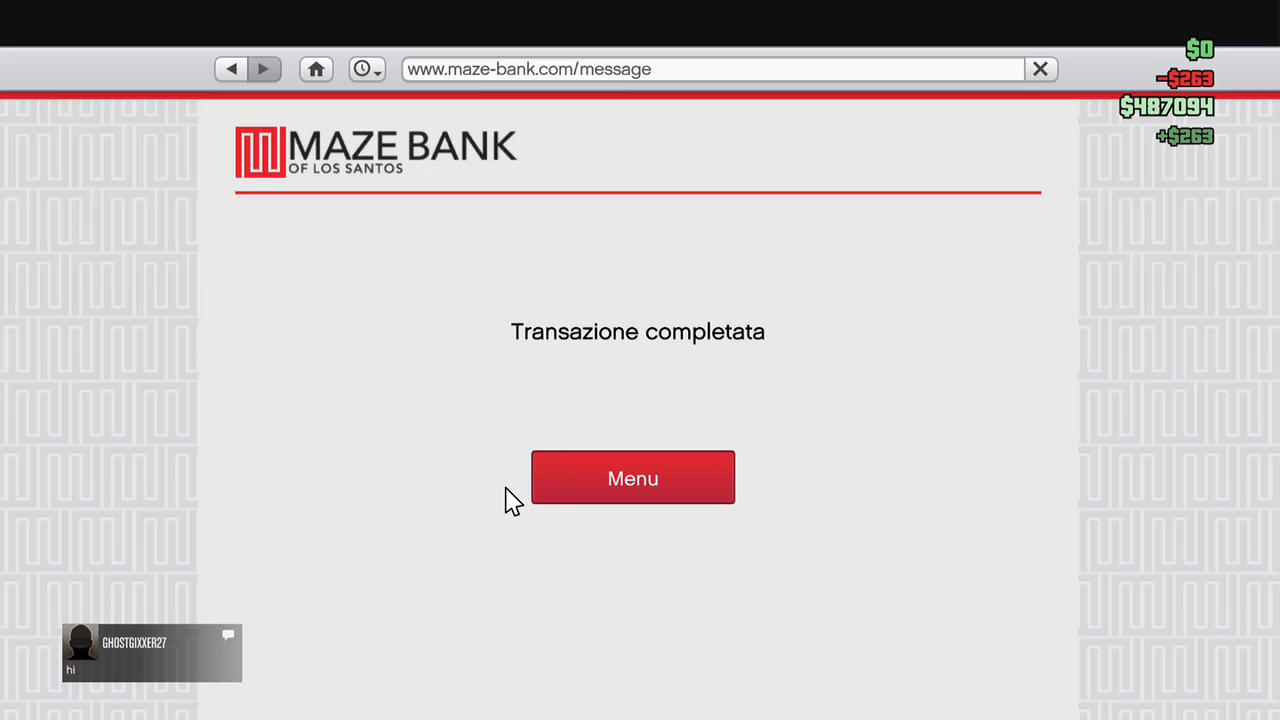 www.maze-bank.com/message
$0
-$263
$487094
+$263
MAZE BANK
OF LOS SANTOS
Transazione completata
Menu
GHOSTGIXXER27
hi